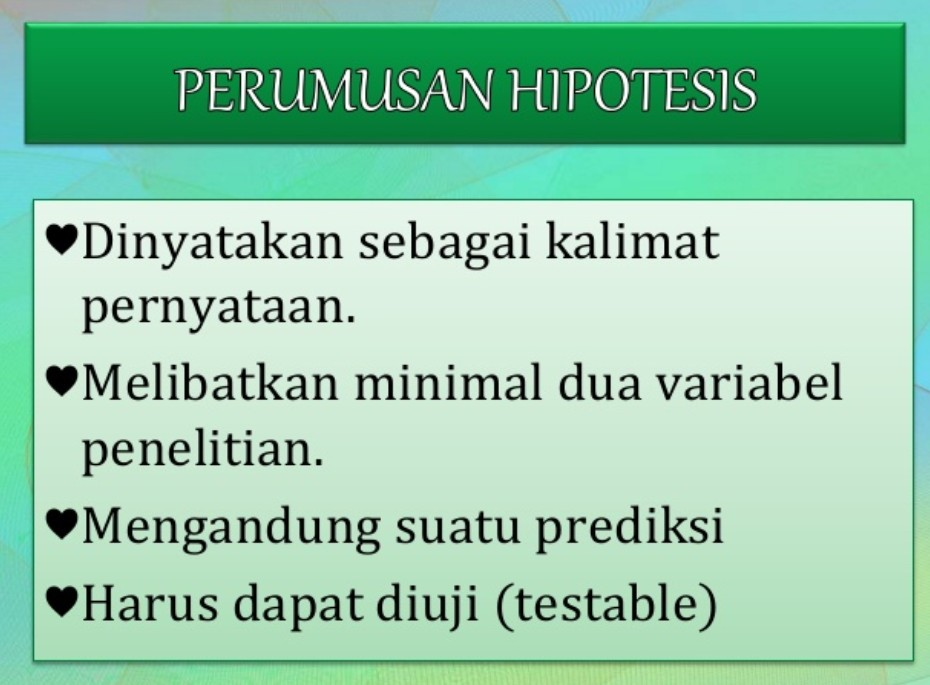 PERUMUSAN HIPOTESIS
♥Dinyatakan sebagai kalimat
pernyataan.
♥Melibatkan minimal dua variabel
penelitian.
♥Mengandung suatu prediksi
♥Harus dapat diuji (testable)